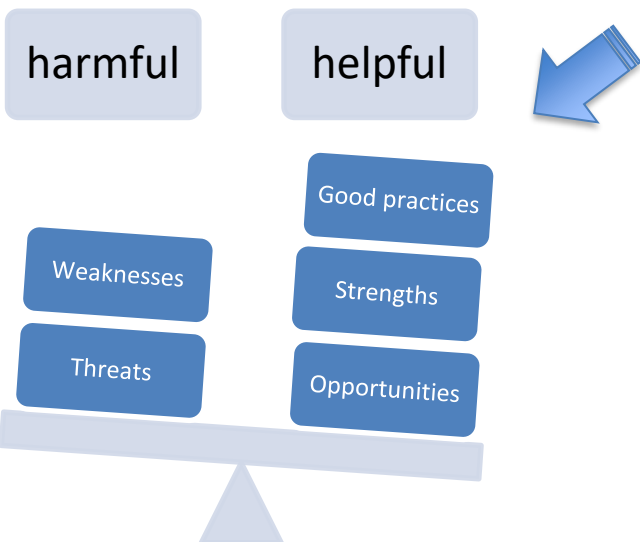 harmful
helpful
Good practices
Weaknesses
Strengths
Threats
Opportunities